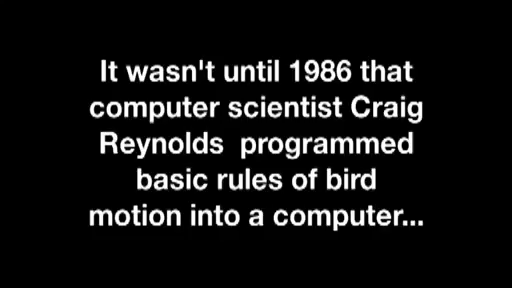 It wasn't until 1986 that
computer scientist Craig
Reynolds  programmed
basic rules of bird
motion into a computer...